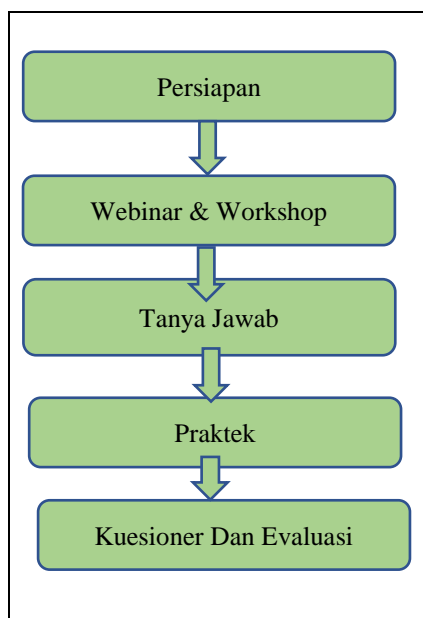 Persiapan
Webinar & Workshop
Tanya Jawab
Praktek
Kuesioner Dan Evaluasi